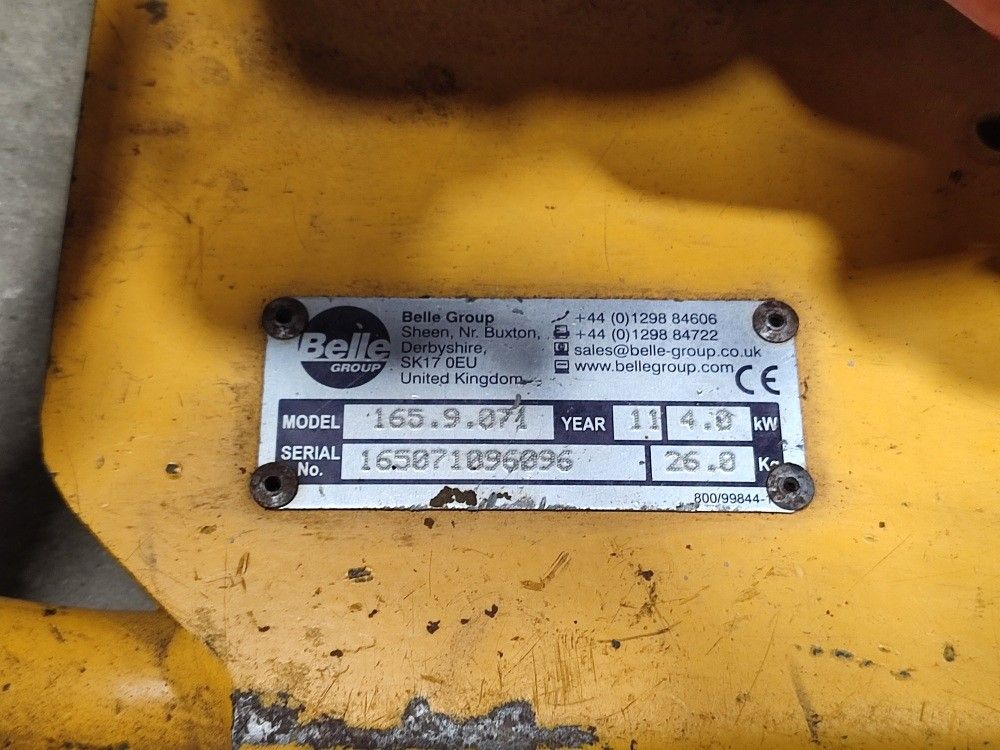 Belle
GROUP
Belle Group
Sheen, Nr. Buxton,
Derbyshire,
SK17 0EU
United Kingdom
+44 (0)1298 84606
+44 (0)1298 84722
sales@belle-group.co.uk
www.bellegroup.com
CE
MODEL 165.9.071 YEAR 11 4.0 kW
SERIAL No. 165071096096 26.0 Kg
800/99844-